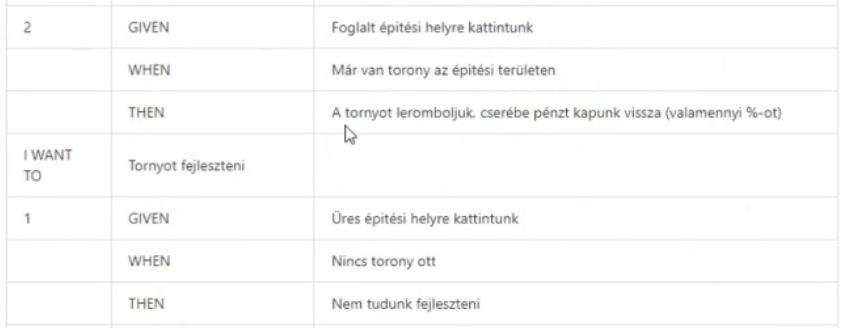 2 GIVEN Foglalt építési helyre kattintunk
WHEN Már van torony az építési területen
THEN A tornyot leromboljuk, cserébe pénzt kapunk vissza (valamennyi %-ot)
I WANT
TO
Tornyot fejleszteni
1 GIVEN Üres építési helyre kattintunk
WHEN Nincs torony ott
THEN Nem tudunk fejleszteni